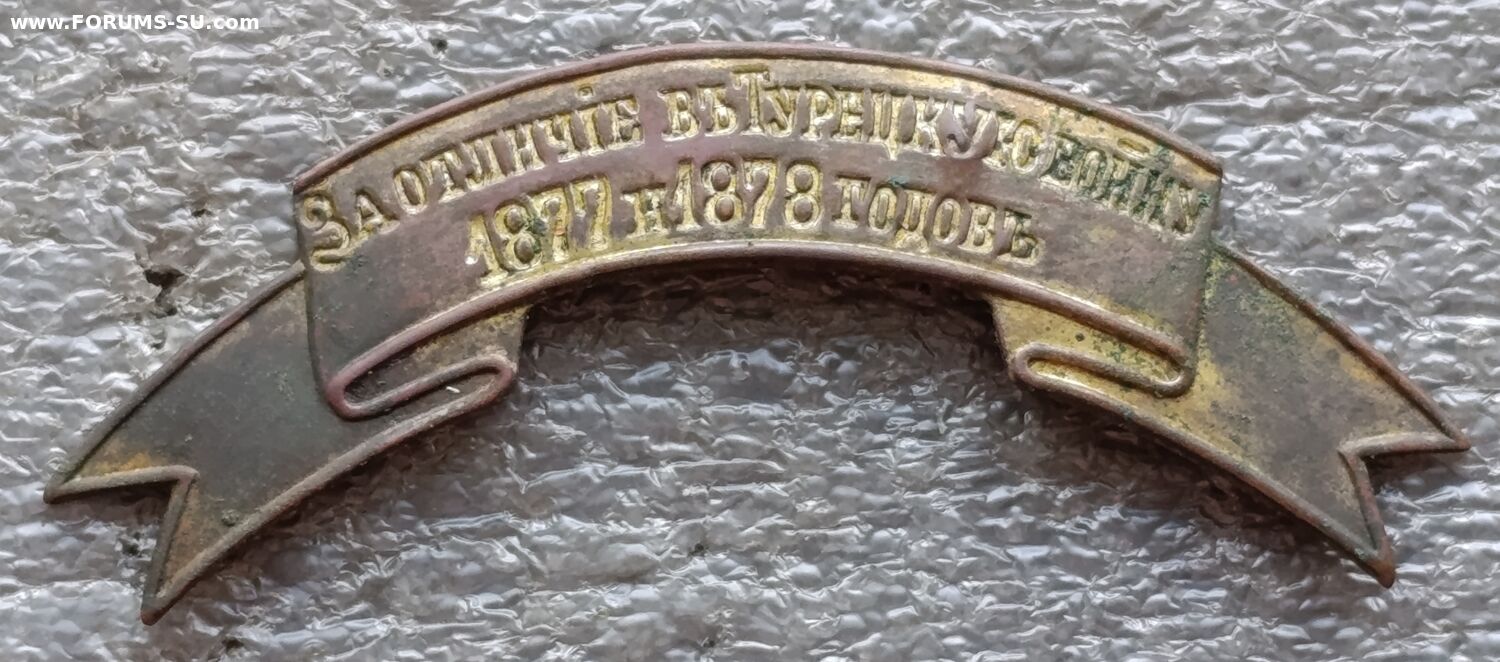 www.FORUMS-SU.com
За отличіе въ Турецкую войну
1877 и 1878 годовъ